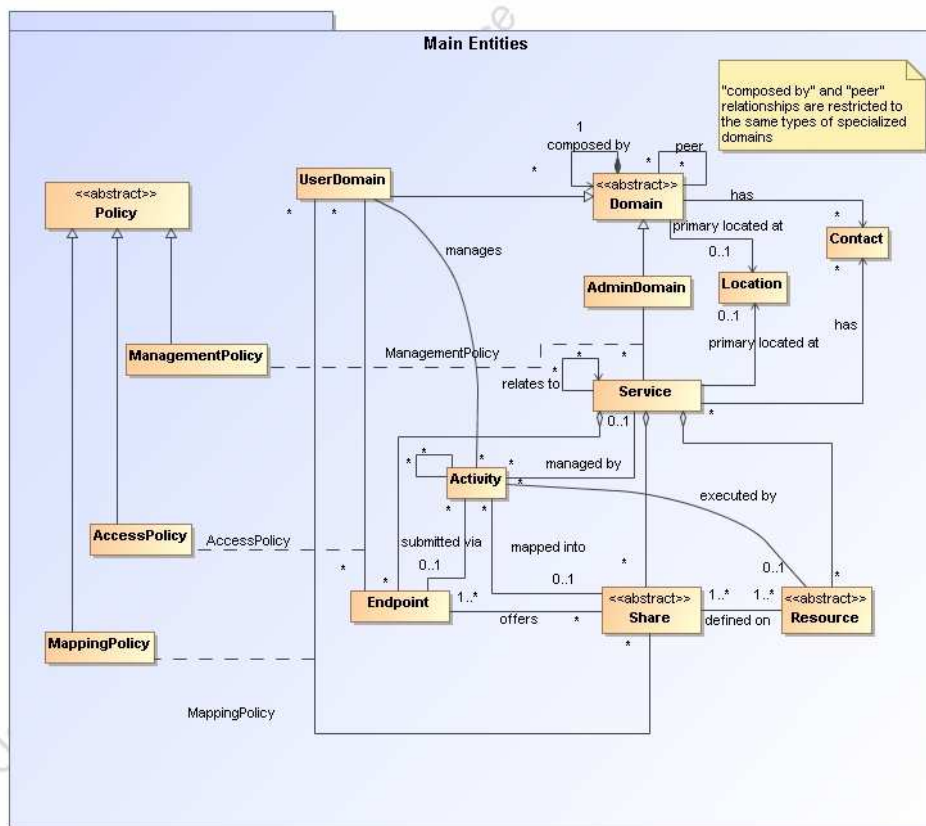 Main Entities
"composed by" and "peer"
relationships are restricted to
the same types of specialized
domains
1
composed by
peer
*
*
*
UserDomain
<<abstract>>
Domain
<<abstract>>
Policy
has
*
*
*
primary located at
0..1
Contact
*
manages
AdminDomain
Location
0..1
has
ManagementPolicy
ManagementPolicy
*
*
primary located at
*
relates to
Service
*
0..1
*
*
Activity
*
*
*
managed by
*
*
executed by
AccessPolicy
AccessPolicy
submitted via
mapped into
*
*
0..1
*
0..1
0..1
*
Endpoint
1..*
offers
*
<<abstract>>
Share
1..*
1..*
defined on
<<abstract>>
Resource
MappingPolicy
*
MappingPolicy